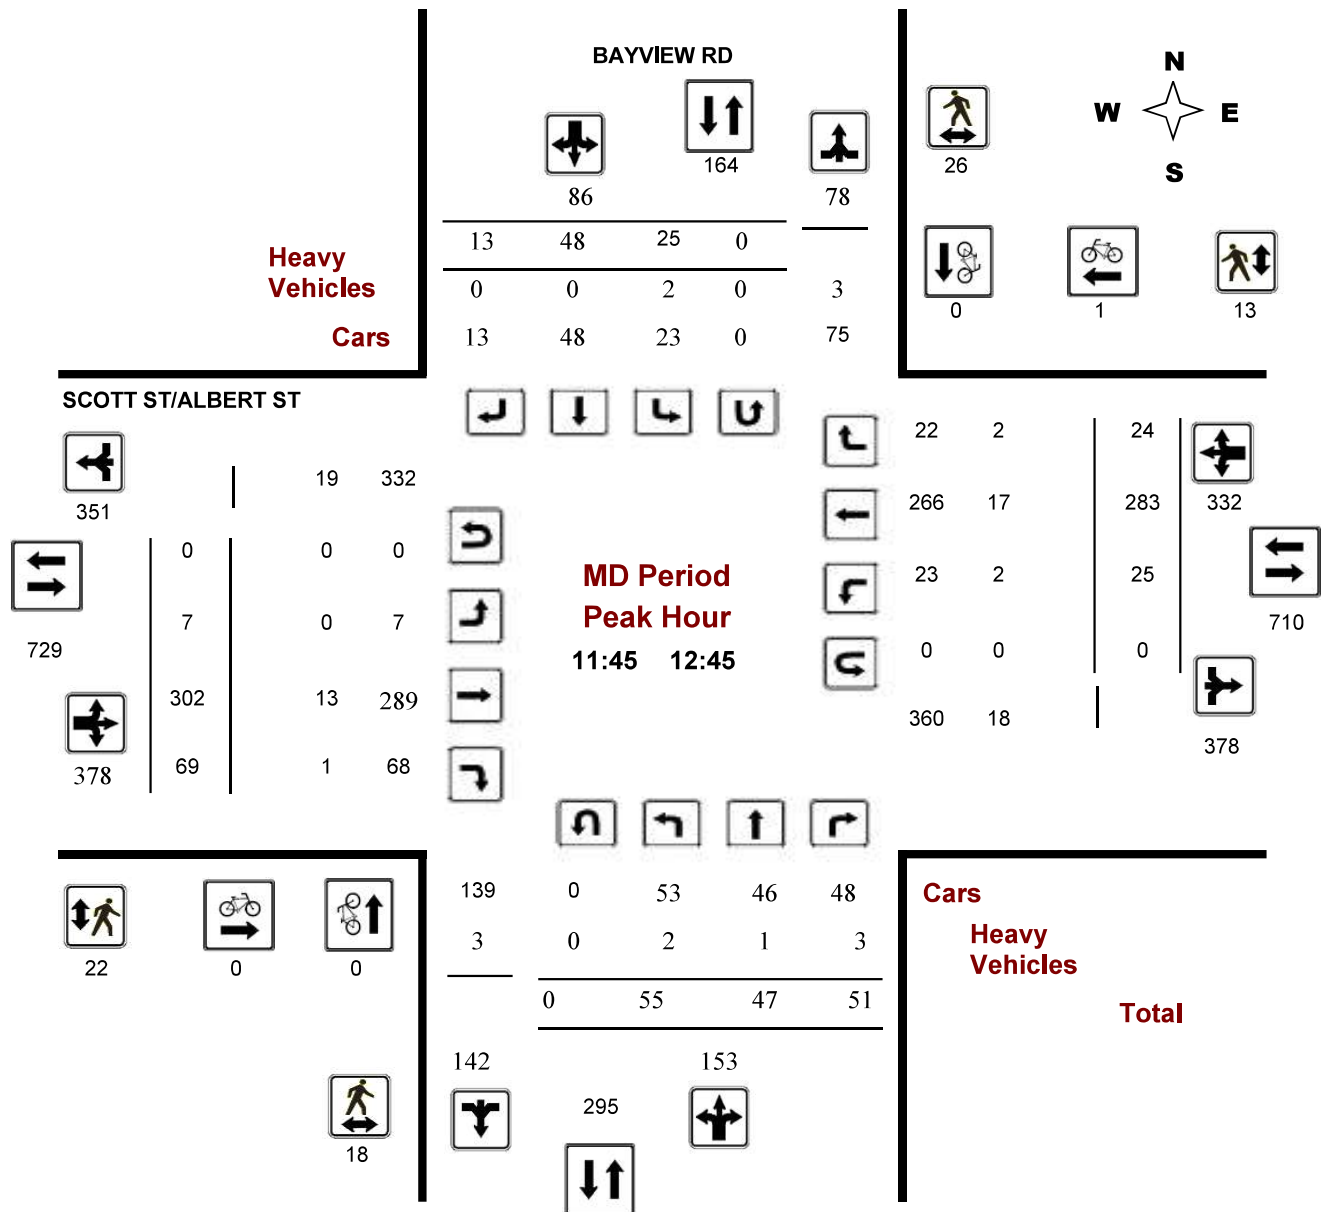 BAYVIEW RD
N
W E
S
164
26
86 78
13 48 25 0
Heavy
Vehicles 0 0 2 0 3
0 1 13
Cars 13 48 23 0 75
SCOTT ST/ALBERT ST
22 2 24
351 19 332
266 17 283 332
0 0 0
MD Period
23 2 25
Peak Hour
7 0 7
710
729
11:45 12:45
0 0 0
302 13 289
360 18
378
378 69 1 68
139 0 53 46 48
Cars
3 0 2 1 3
Heavy
Vehicles
22 0 0
0 55 47 51
Total
142 153
295
18